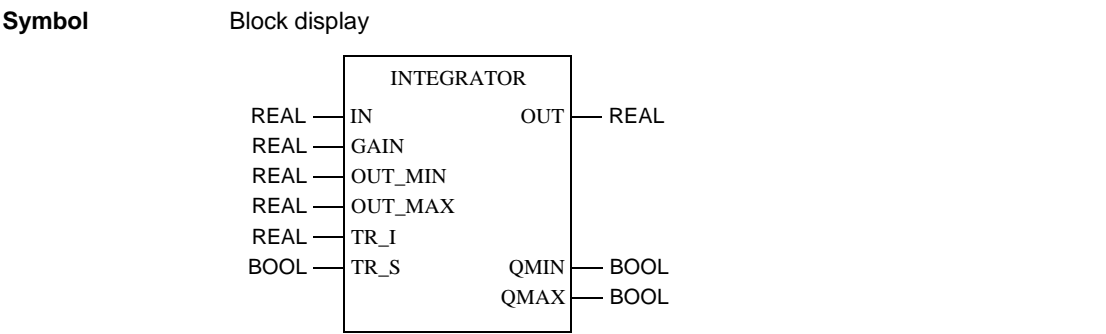 Symbol Block display
INTEGRATOR
REAL IN OUT REAL
REAL GAIN
REAL OUT_MIN
REAL OUT_MAX
REAL TR_I
BOOL TR_S QMIN BOOL
QMAX BOOL